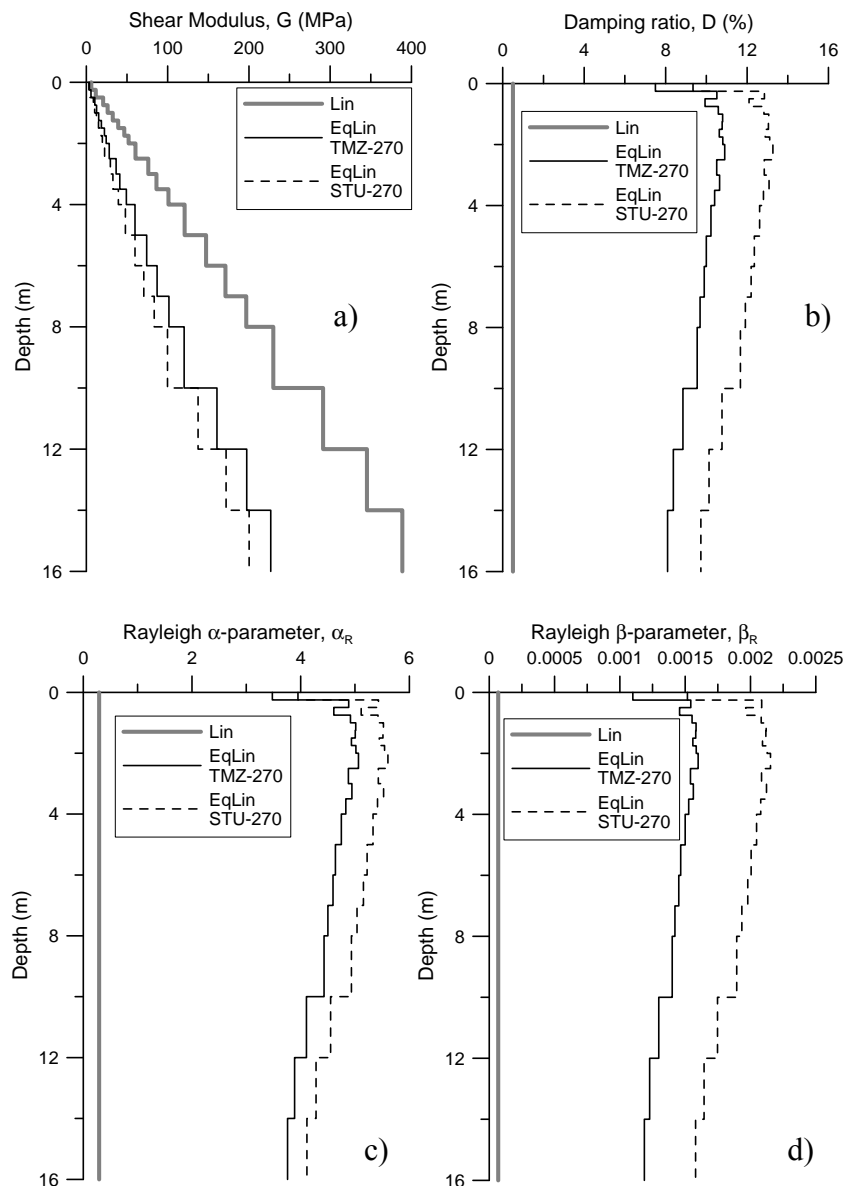 Shear Modulus, G (MPa)
0 100 200 300 400
0
4
8
12
16
Depth (m)
Lin
EqLin
TMZ-270
EqLin
STU-270
a)
Damping ratio, D (%)
0 4 8 12 16
0
4
8
12
16
Depth (m)
Lin
EqLin
TMZ-270
EqLin
STU-270
b)
Rayleigh α-parameter, αR
0 2 4 6
0
4
8
12
16
Depth (m)
Lin
EqLin
TMZ-270
EqLin
STU-270
c)
Rayleigh β-parameter, βR
0 0.0005 0.001 0.0015 0.002 0.0025
0
4
8
12
16
Depth (m)
Lin
EqLin
TMZ-270
EqLin
STU-270
d)